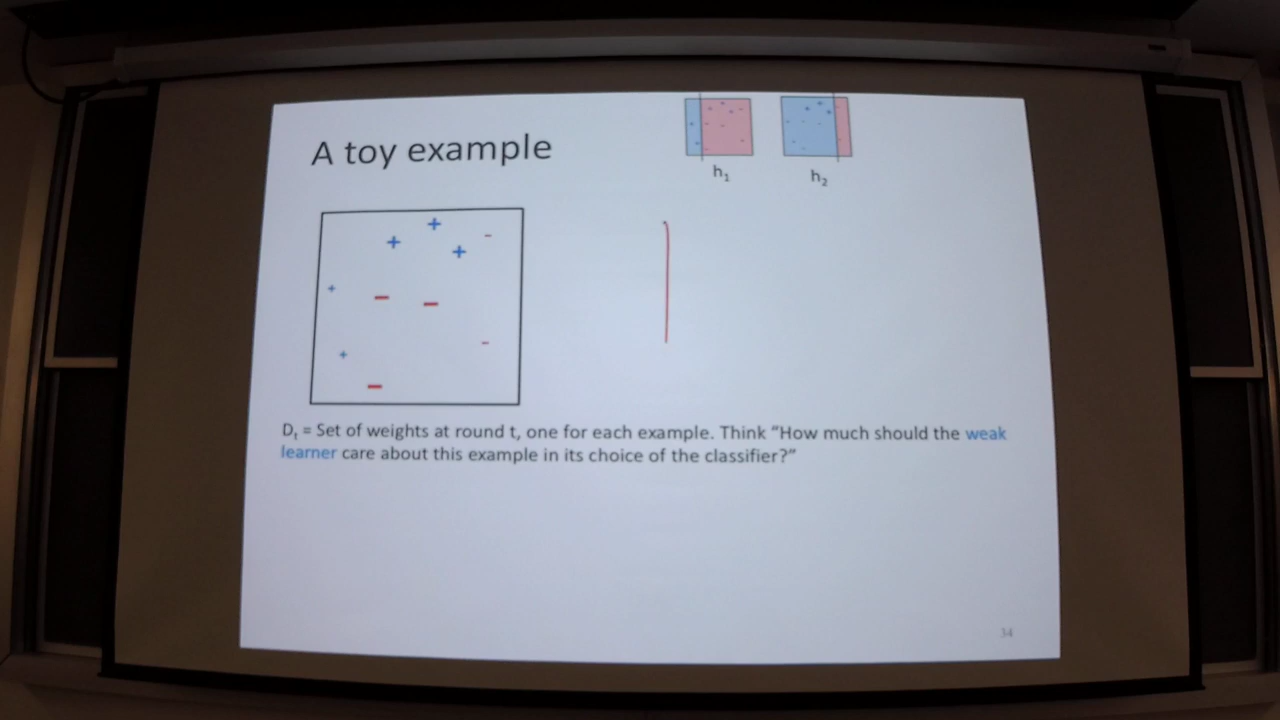 A toy example
h₁
h₂
Dₜ = Set of weights at round t, one for each example. Think “How much should the weak
learner care about this example in its choice of the classifier?”
34